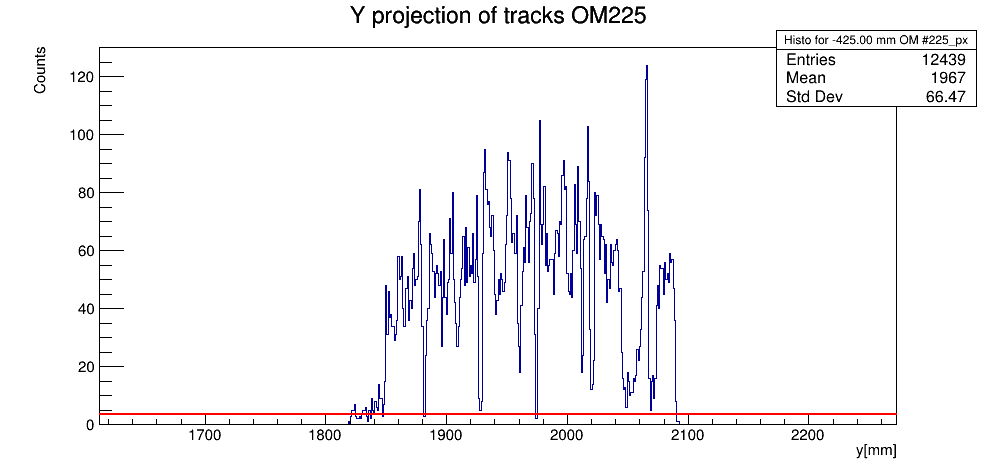 Y projection of tracks OM225
Histo for -425.00 mm OM #225_px
Entries 12439
Mean 1967
Std Dev 66.47
Counts
120
100
80
60
40
20
0
1700 1800 1900 2000 2100 2200
y[mm]